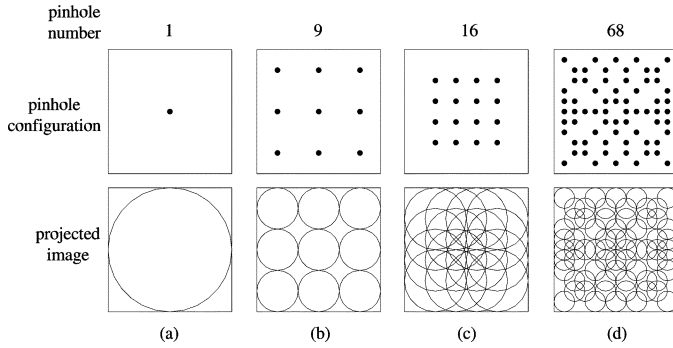 pinhole
number
1 9 16 68
pinhole
configuration
projected
image
(a) (b) (c) (d)